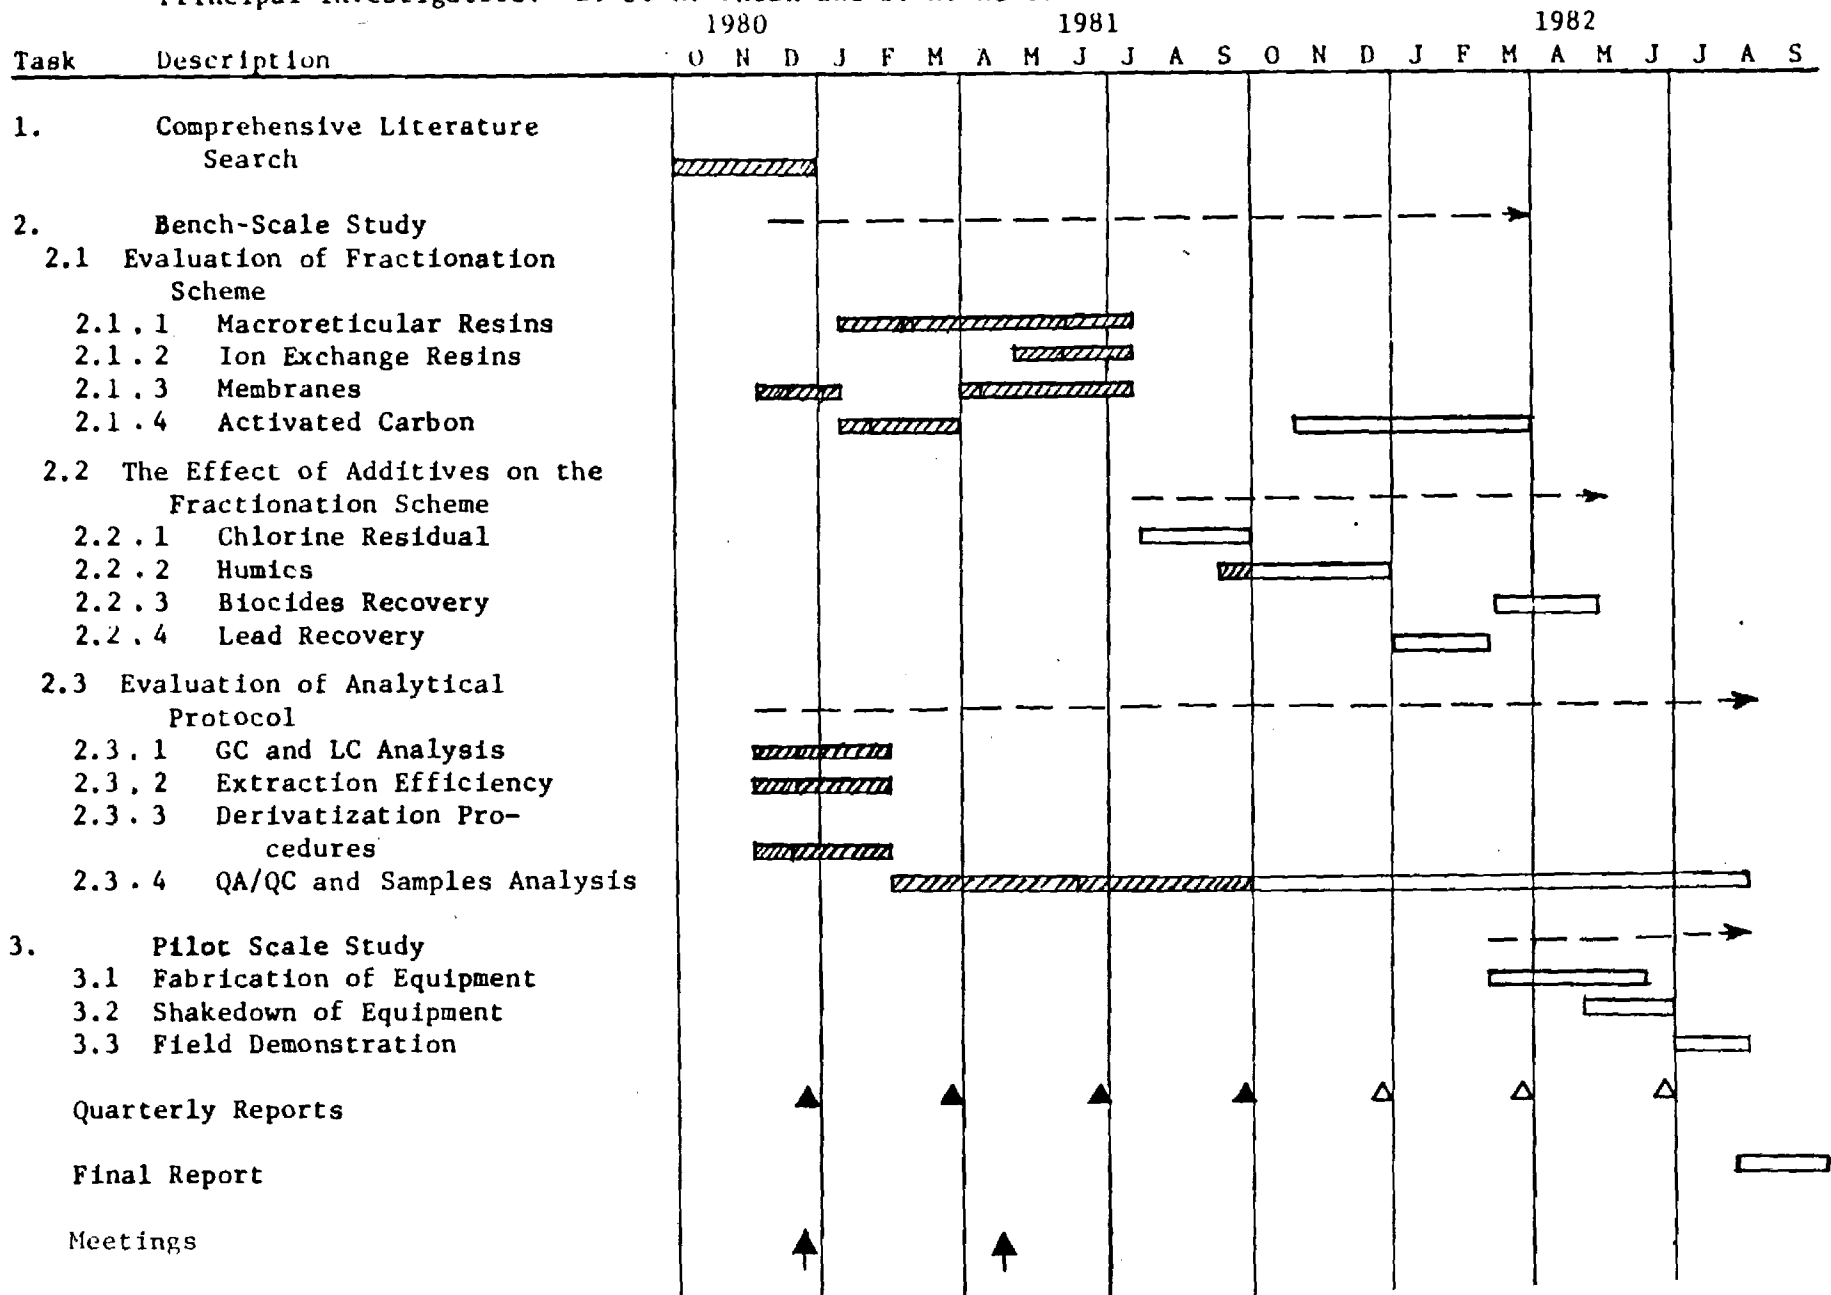 1980 1981 1982
Task Description O N D J F M A M J J A S O N D J F M A M J J A S
1. Comprehensive Literature
Search
2. Bench-Scale Study
2.1 Evaluation of Fractionation
Scheme
2.1.1 Macroreticular Resins
2.1.2 Ion Exchange Resins
2.1.3 Membranes
2.1.4 Activated Carbon
2.2 The Effect of Additives on the
Fractionation Scheme
2.2.1 Chlorine Residual
2.2.2 Humics
2.2.3 Biocides Recovery
2.2.4 Lead Recovery
2.3 Evaluation of Analytical
Protocol
2.3.1 GC and LC Analysis
2.3.2 Extraction Efficiency
2.3.3 Derivatization Pro-
cedures
2.3.4 QA/QC and Samples Analysis
3. Pilot Scale Study
3.1 Fabrication of Equipment
3.2 Shakedown of Equipment
3.3 Field Demonstration
Quarterly Reports
Final Report
Meetings